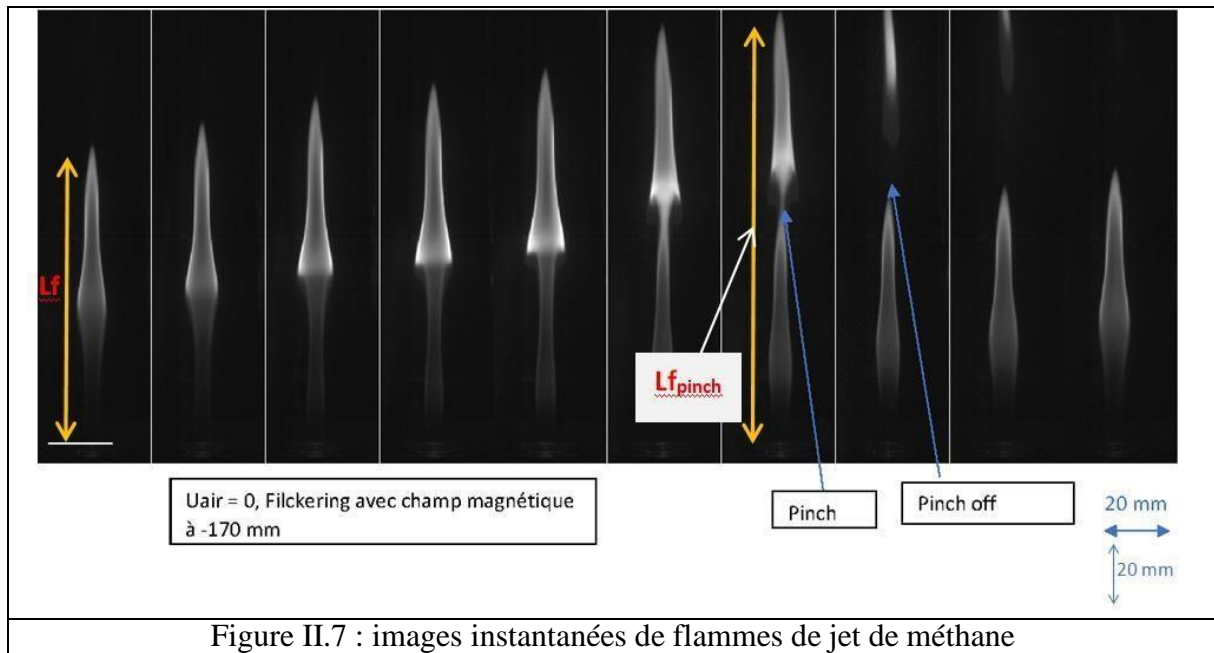 Lf
Lfpinch
Uair = 0, Filckering avec champ magnétique
à -170 mm
Pinch
Pinch off
20 mm
20 mm
Figure II.7 : images instantanées de flammes de jet de méthane